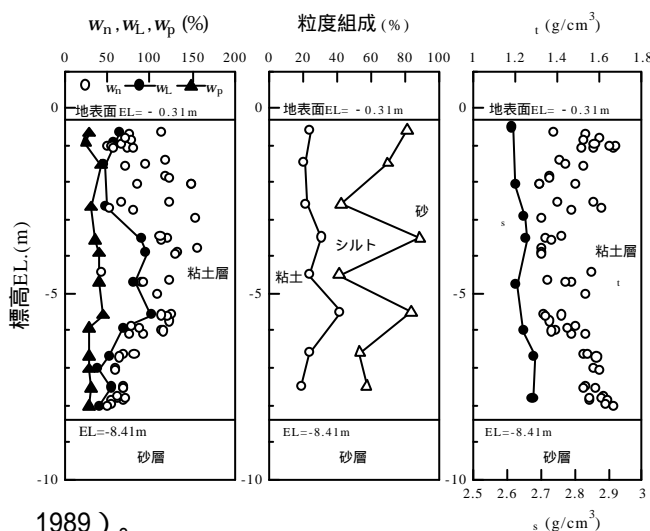 wn, wL, wp (%)
0 50 100 150 200
wn wL wp
地表面EL= - 0.31m
粘土層
EL=-8.41m
砂層
標高EL.(m)
0
-5
-10
粒度組成(%)
0 20 40 60 80 100
地表面EL= - 0.31m
砂
シルト
粘土
EL=-8.41m
砂層
0
-5
-10
t (g/cm3
1 1.2 1.4 1.6 1.8
地表面EL= - 0.31m
s
粘土層
t
EL=-8.41m
砂層
0
-5
-10
2.5 2.6 2.7 2.8 2.9 3
s (g/cm3
1989)。